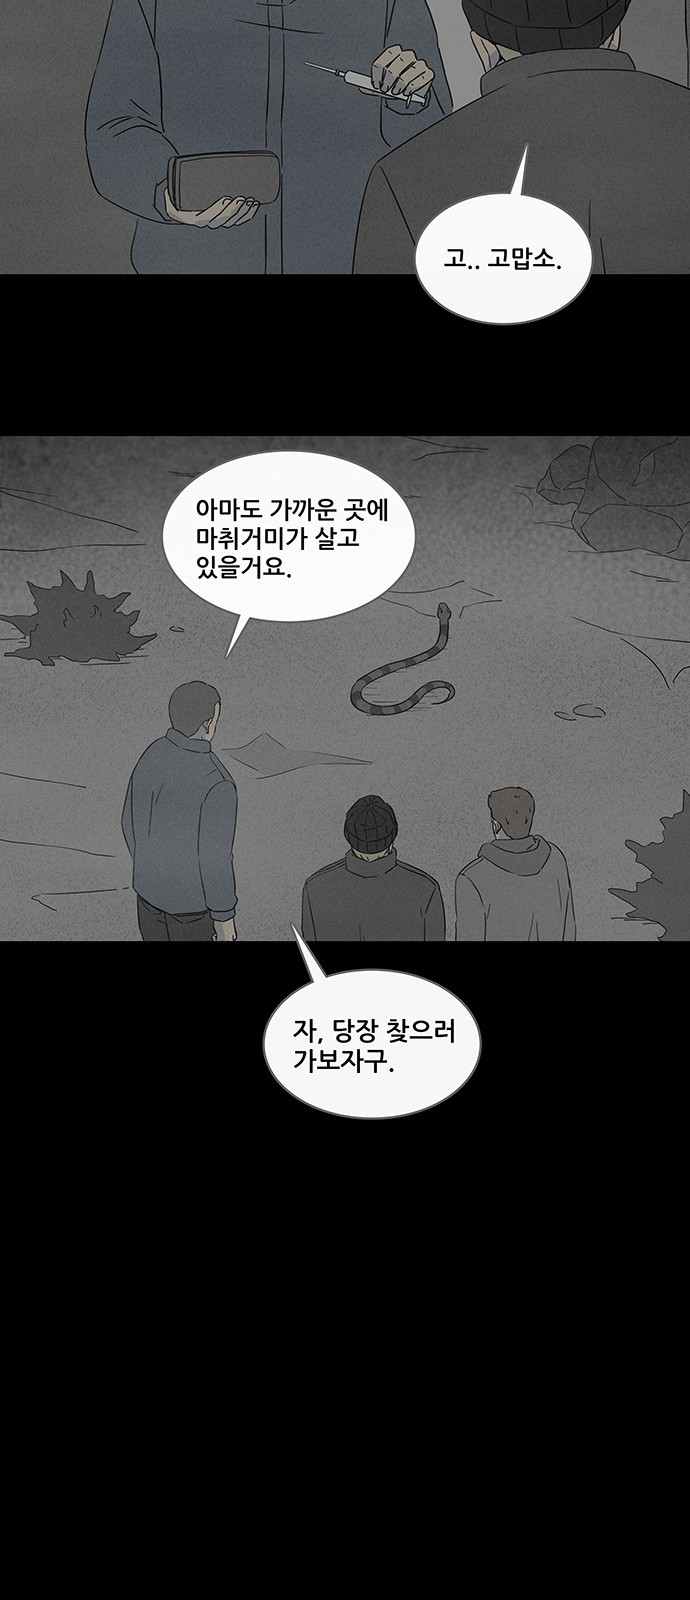 고.. 고맙소.
아마도 가까운 곳에
마취거미가 살고
있을거요.
자, 당장 찾으러
가보자구.